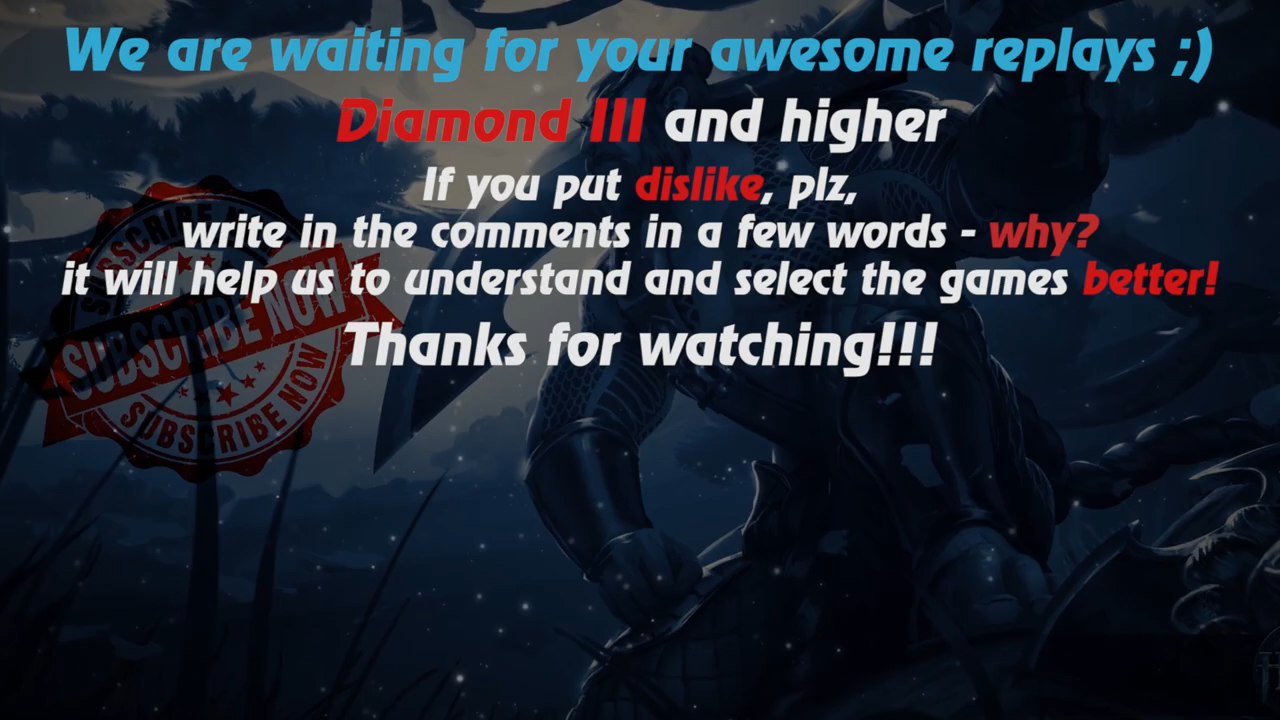 We are waiting for your awesome replays ;)
Diamond III and higher
If you put dislike, plz,
write in the comments in a few words - why?
it will help us to understand and select the games better!
Thanks for watching!!!
SUBSCRIBE NOW
SUBSCRIBE NOW